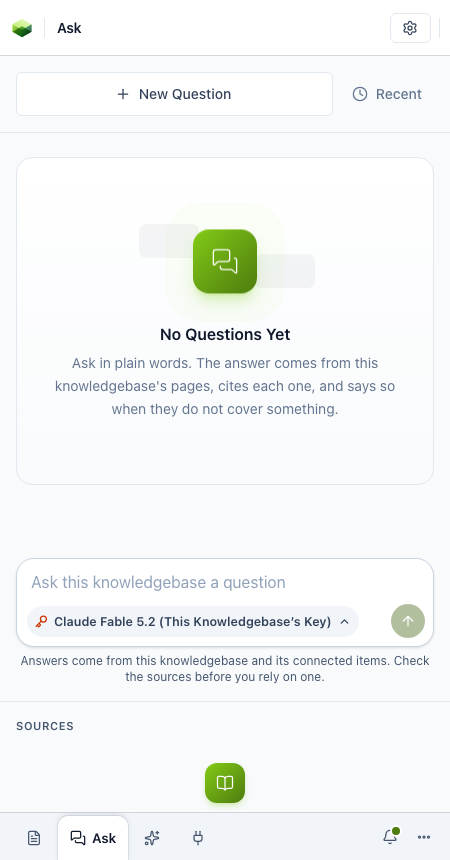 Ask
New Question
Recent
No Questions Yet
Ask in plain words. The answer comes from this
knowledgebase's pages, cites each one, and says so
when they do not cover something.
Ask this knowledgebase a question
Claude Fable 5.2 (This Knowledgebase’s Key)
Answers come from this knowledgebase and its connected items. Check
the sources before you rely on one.
SOURCES
Ask